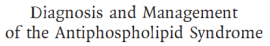 Diagnosis and Management
of the Antiphospholipid Syndrome